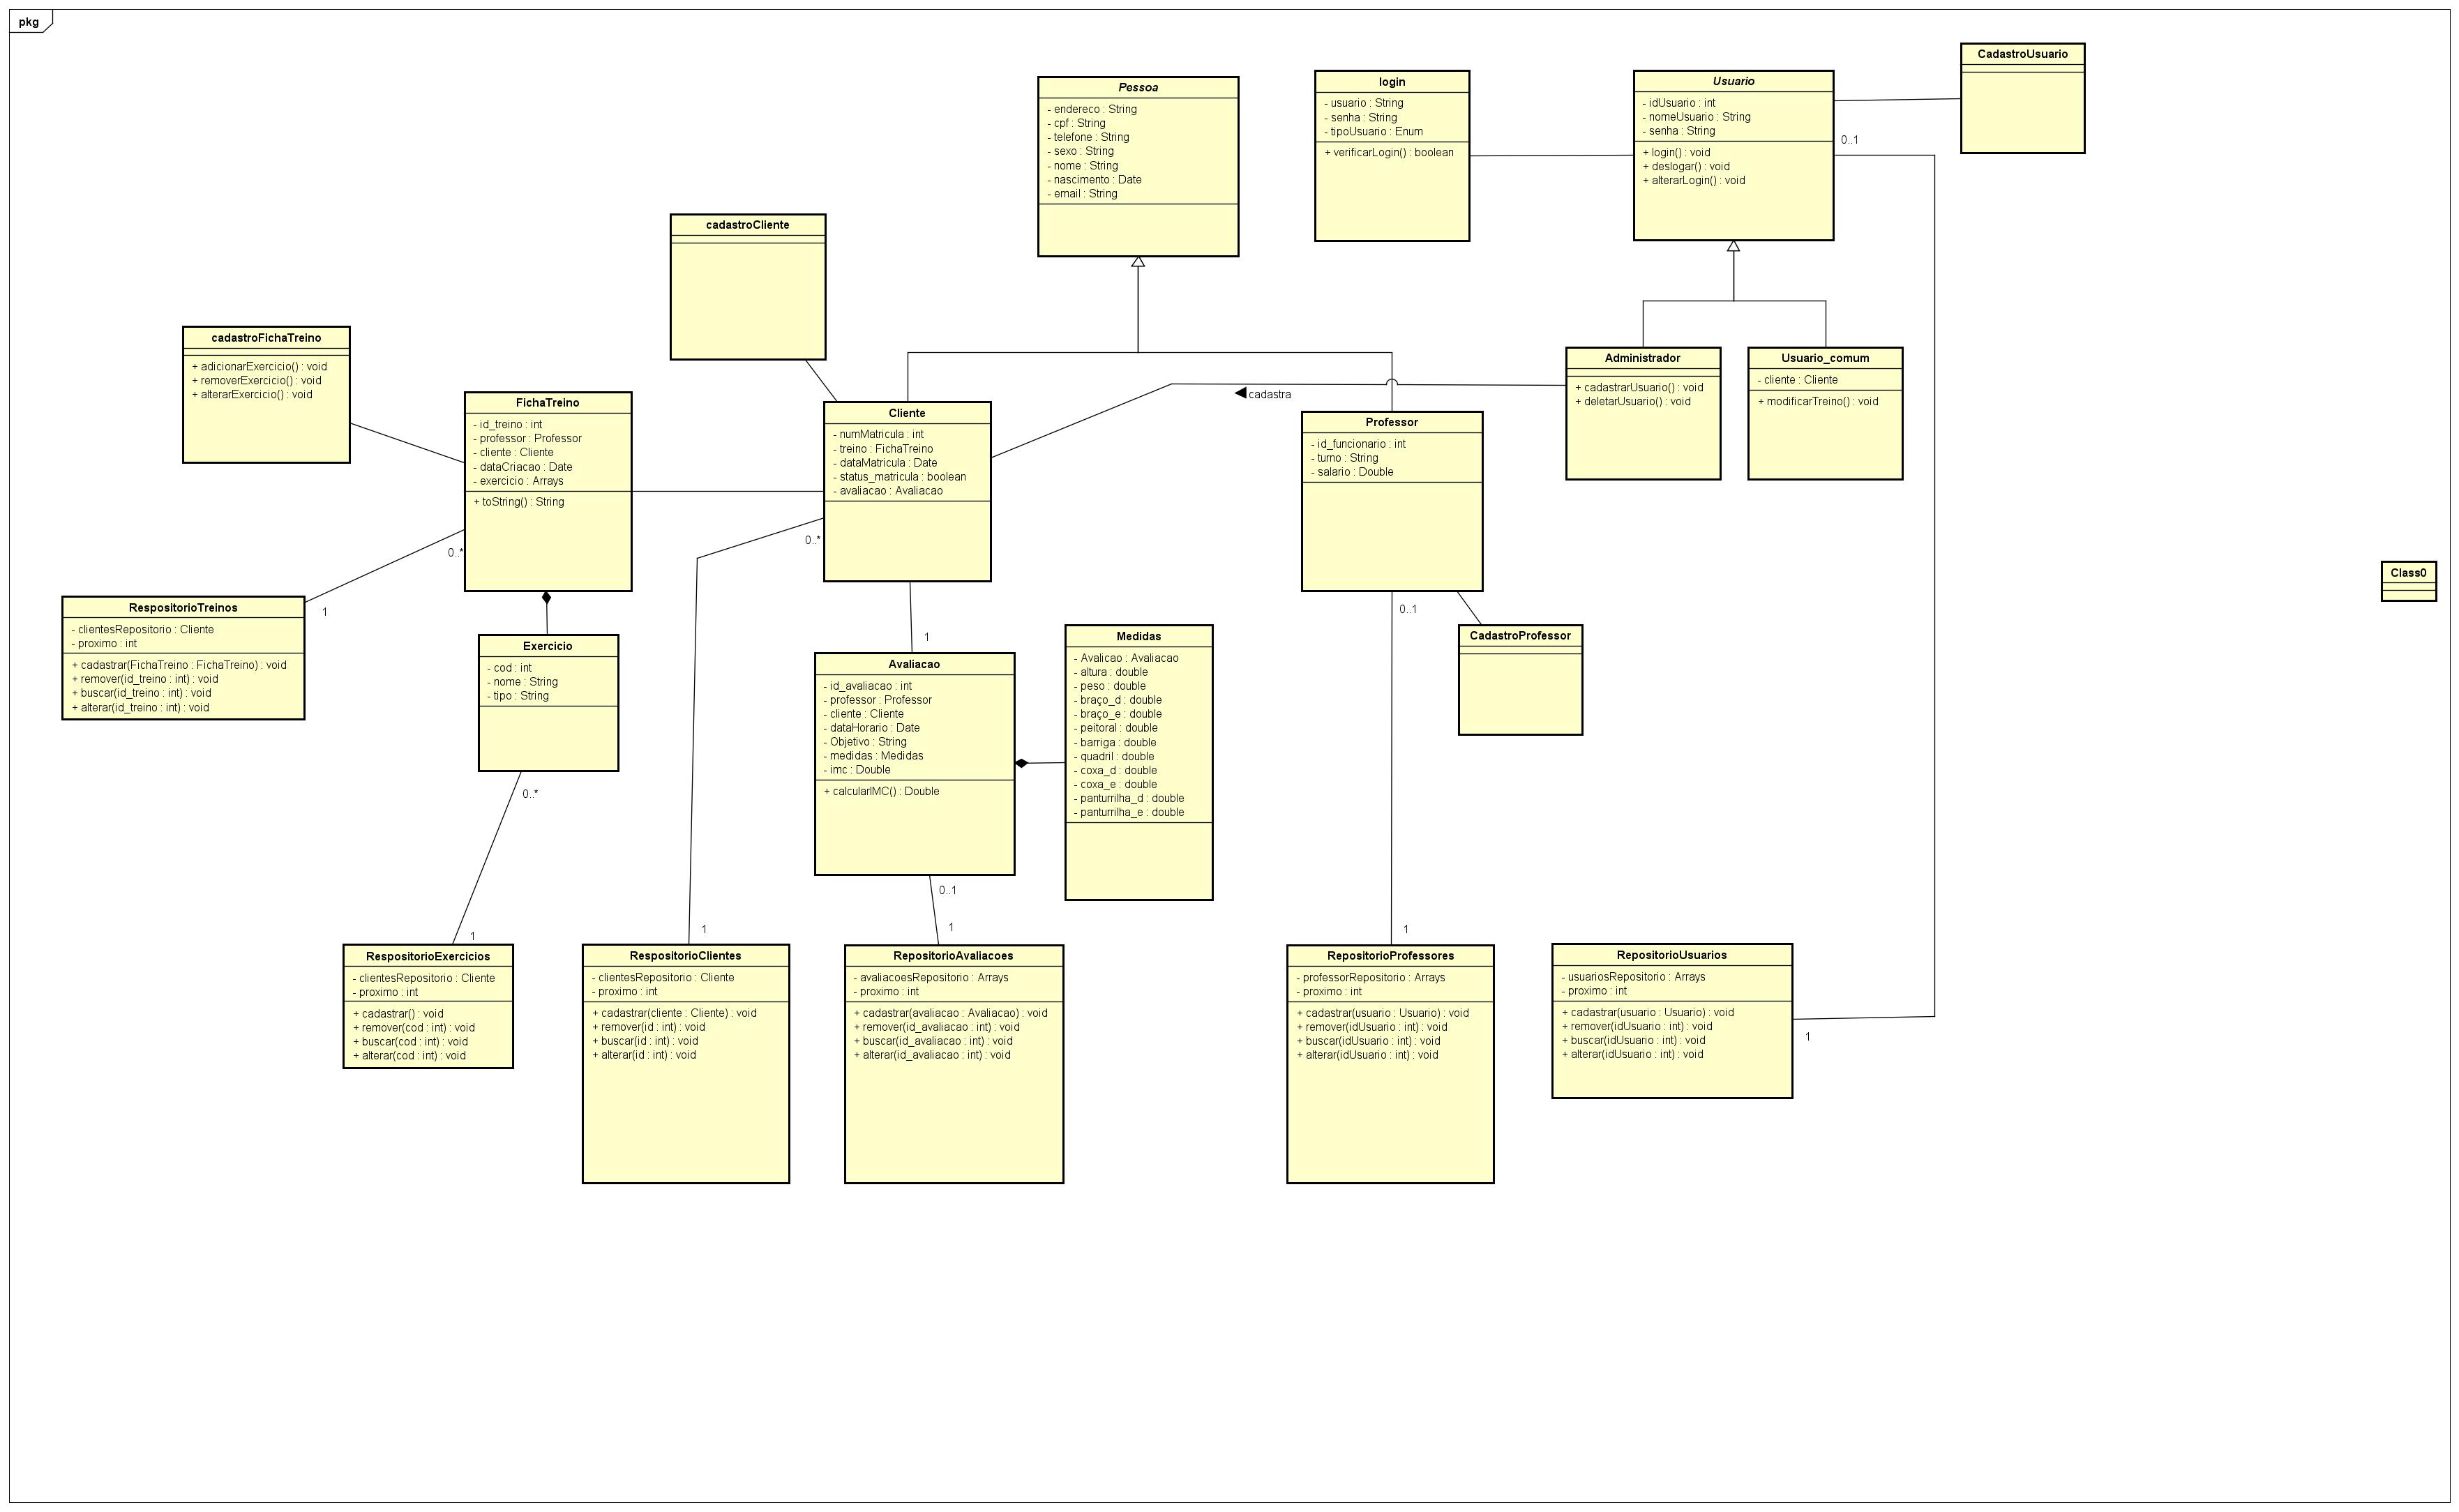 pkg
CadastroUsuario
Pessoa
- endereco : String
- cpf : String
- telefone : String
- sexo : String
- nome : String
- nascimento : Date
- email : String
login
- usuario : String
- senha : String
- tipoUsuario : Enum
+ verificarLogin() : boolean
Usuario
- idUsuario : int
- nomeUsuario : String
- senha : String
+ login() : void
+ deslogar() : void
+ alterarLogin() : void
0..1
cadastroCliente
cadastroFichaTreino
+ adicionarExercicio() : void
+ removerExercicio() : void
+ alterarExercicio() : void
FichaTreino
- id_treino : int
- professor : Professor
- cliente : Cliente
- dataCriacao : Date
- exercicio : Arrays
+ toString() : String
0..*
1
Cliente
- numMatricula : int
- treino : FichaTreino
- dataMatricula : Date
- status_matricula : boolean
- avaliacao : Avaliacao
0..*
1
cadastra
Professor
- id_funcionario : int
- turno : String
- salario : Double
0..1
Administrador
+ cadastrarUsuario() : void
+ deletarUsuario() : void
Usuario_comum
- cliente : Cliente
+ modificarTreino() : void
Class0
RespositorioTreinos
- clientesRepositorio : Cliente
- proximo : int
+ cadastrar(FichaTreino : FichaTreino) : void
+ remover(id_treino : int) : void
+ buscar(id_treino : int) : void
+ alterar(id_treino : int) : void
Exercicio
- cod : int
- nome : String
- tipo : String
0..*
1
Avaliacao
- id_avaliacao : int
- professor : Professor
- cliente : Cliente
- dataHorario : Date
- Objetivo : String
- medidas : Medidas
- imc : Double
+ calcularIMC() : Double
0..1
1
Medidas
- Avalicao : Avaliacao
- altura : double
- peso : double
- braço_d : double
- braço_e : double
- peitoral : double
- barriga : double
- quadril : double
- coxa_d : double
- coxa_e : double
- panturrilha_d : double
- panturrilha_e : double
CadastroProfessor
RespositorioExercicios
- clientesRepositorio : Cliente
- proximo : int
+ cadastrar() : void
+ remover(cod : int) : void
+ buscar(cod : int) : void
+ alterar(cod : int) : void
1
RespositorioClientes
- clientesRepositorio : Cliente
- proximo : int
+ cadastrar(cliente : Cliente) : void
+ remover(id : int) : void
+ buscar(id : int) : void
+ alterar(id : int) : void
RepositorioAvaliacoes
- avaliacoesRepositorio : Arrays
- proximo : int
+ cadastrar(avaliacao : Avaliacao) : void
+ remover(id_avaliacao : int) : void
+ buscar(id_avaliacao : int) : void
+ alterar(id_avaliacao : int) : void
1
RepositorioProfessores
- professorRepositorio : Arrays
- proximo : int
+ cadastrar(usuario : Usuario) : void
+ remover(idUsuario : int) : void
+ buscar(idUsuario : int) : void
+ alterar(idUsuario : int) : void
RepositorioUsuarios
- usuariosRepositorio : Arrays
- proximo : int
+ cadastrar(usuario : Usuario) : void
+ remover(idUsuario : int) : void
+ buscar(idUsuario : int) : void
+ alterar(idUsuario : int) : void
1